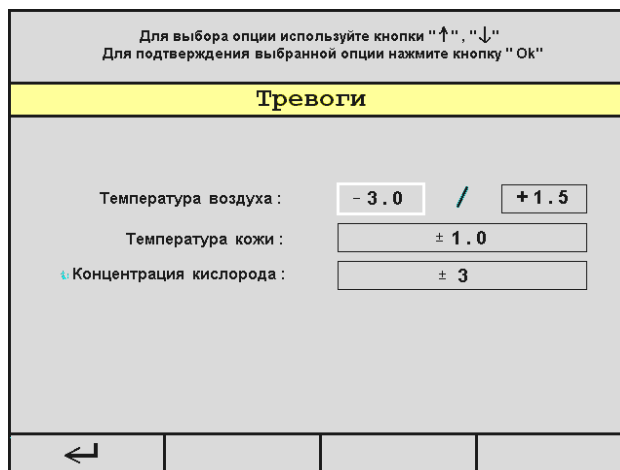 Для выбора опции используйте кнопки "↑", "↓"
Для подтверждения выбранной опции нажмите кнопку " Ok"
Тревоги
Температура воздуха : - 3.0 / +1.5
Температура кожи : ± 1.0
Концентрация кислорода : ± 3